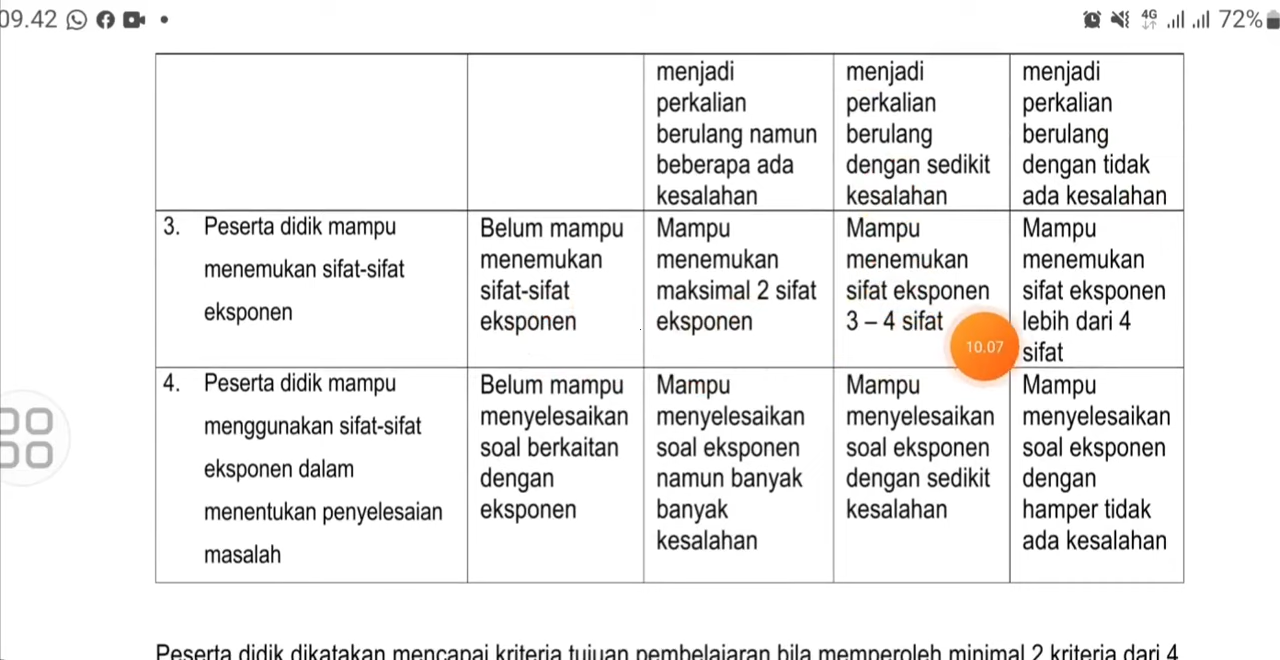 09.42
4G 72%
menjadi
perkalian
berulang namun
beberapa ada
kesalahan
menjadi
perkalian
berulang
dengan sedikit
kesalahan
menjadi
perkalian
berulang
dengan tidak
ada kesalahan
3. Peserta didik mampu
menemukan sifat-sifat
eksponen
Belum mampu
menemukan
sifat-sifat
eksponen
Mampu
menemukan
maksimal 2 sifat
eksponen
Mampu
menemukan
sifat eksponen
3 – 4 sifat
Mampu
menemukan
sifat eksponen
lebih dari 4
sifat
10.07
4. Peserta didik mampu
menggunakan sifat-sifat
eksponen dalam
menentukan penyelesaian
masalah
Belum mampu
menyelesaikan
soal berkaitan
dengan
eksponen
Mampu
menyelesaikan
soal eksponen
namun banyak
banyak
kesalahan
Mampu
menyelesaikan
soal eksponen
dengan sedikit
kesalahan
Mampu
menyelesaikan
soal eksponen
dengan
hamper tidak
ada kesalahan
Peserta didik dikatakan mencapai kriteria tujuan pembelajaran bila memperoleh minimal 2 kriteria dari 4